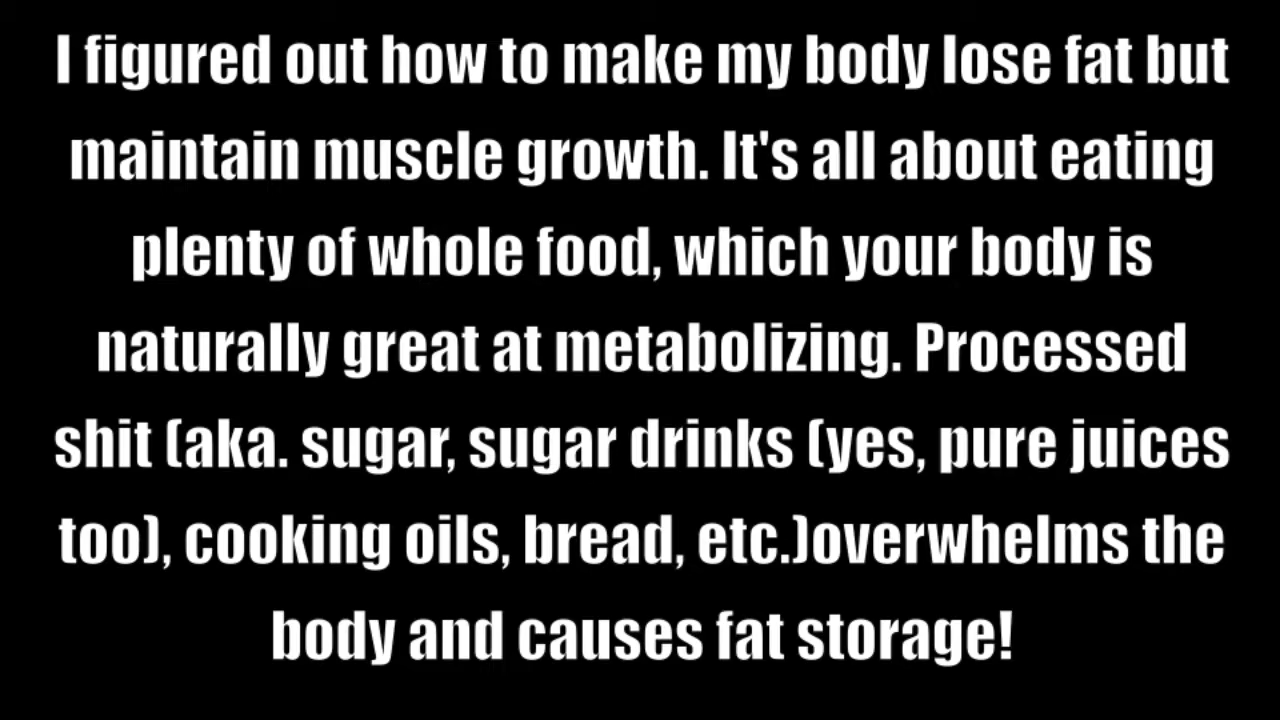 I figured out how to make my body lose fat but
maintain muscle growth. It's all about eating
plenty of whole food, which your body is
naturally great at metabolizing. Processed
shit (aka. sugar, sugar drinks (yes, pure juices
too), cooking oils, bread, etc.)overwhelms the
body and causes fat storage!